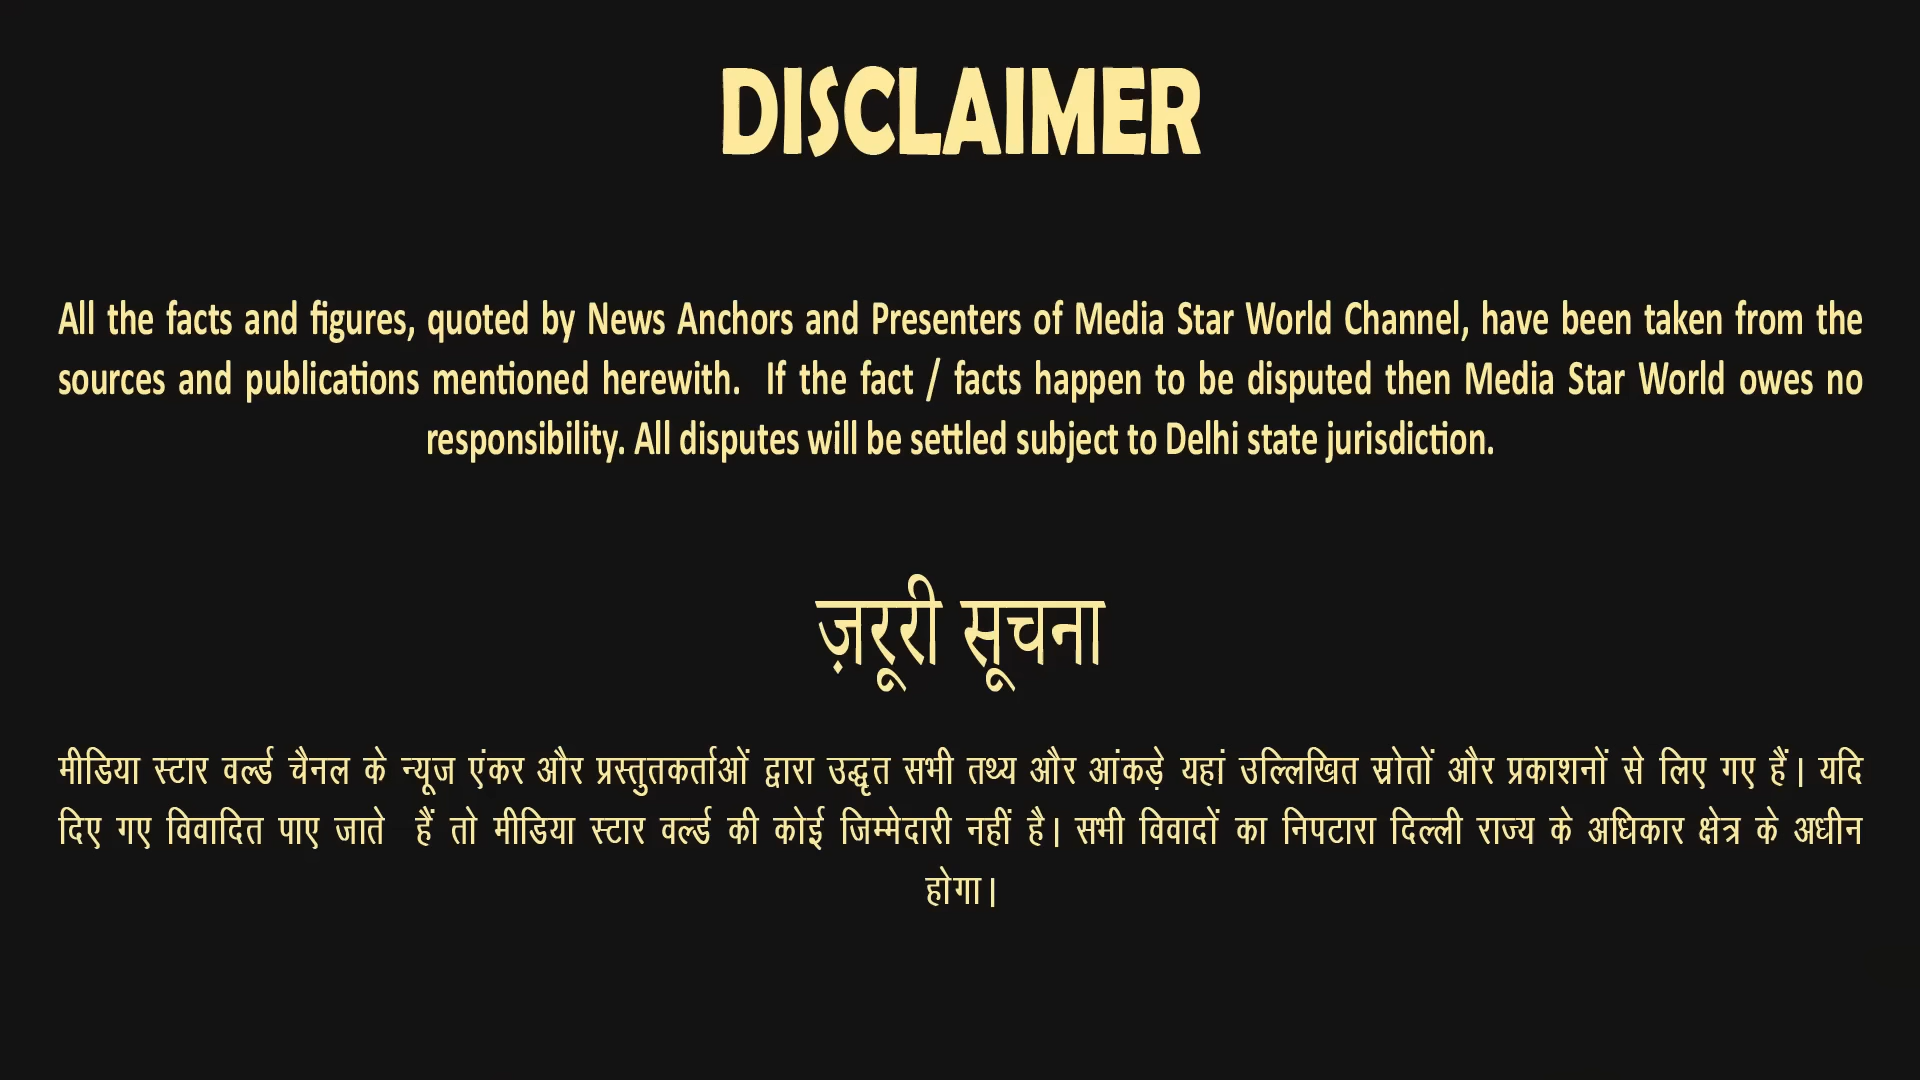 DISCLAIMER
All the facts and figures, quoted by News Anchors and Presenters of Media Star World Channel, have been taken from the
sources and publications mentioned herewith.  If the fact / facts happen to be disputed then Media Star World owes no
responsibility. All disputes will be settled subject to Delhi state jurisdiction.
ज़रूरी सूचना
मीडिया स्टार वर्ल्ड चैनल के न्यूज एंकर और प्रस्तुतकर्ताओं द्वारा उद्धृत सभी तथ्य और आंकड़े यहां उल्लिखित स्रोतों और प्रकाशनों से लिए गए हैं। यदि
दिए गए विवादित पाए जाते  हैं तो मीडिया स्टार वर्ल्ड की कोई जिम्मेदारी नहीं है। सभी विवादों का निपटारा दिल्ली राज्य के अधिकार क्षेत्र के अधीन
होगा।